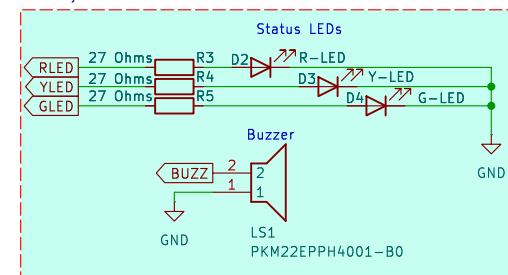 Status LEDs
RLED 27 Ohms R3 D2 R-LED
YLED 27 Ohms R4 D3 Y-LED
GLED 27 Ohms R5 D4 G-LED
GND
Buzzer
BUZZ 2 2
1 1
GND
LS1
PKM22EPPH4001-B0